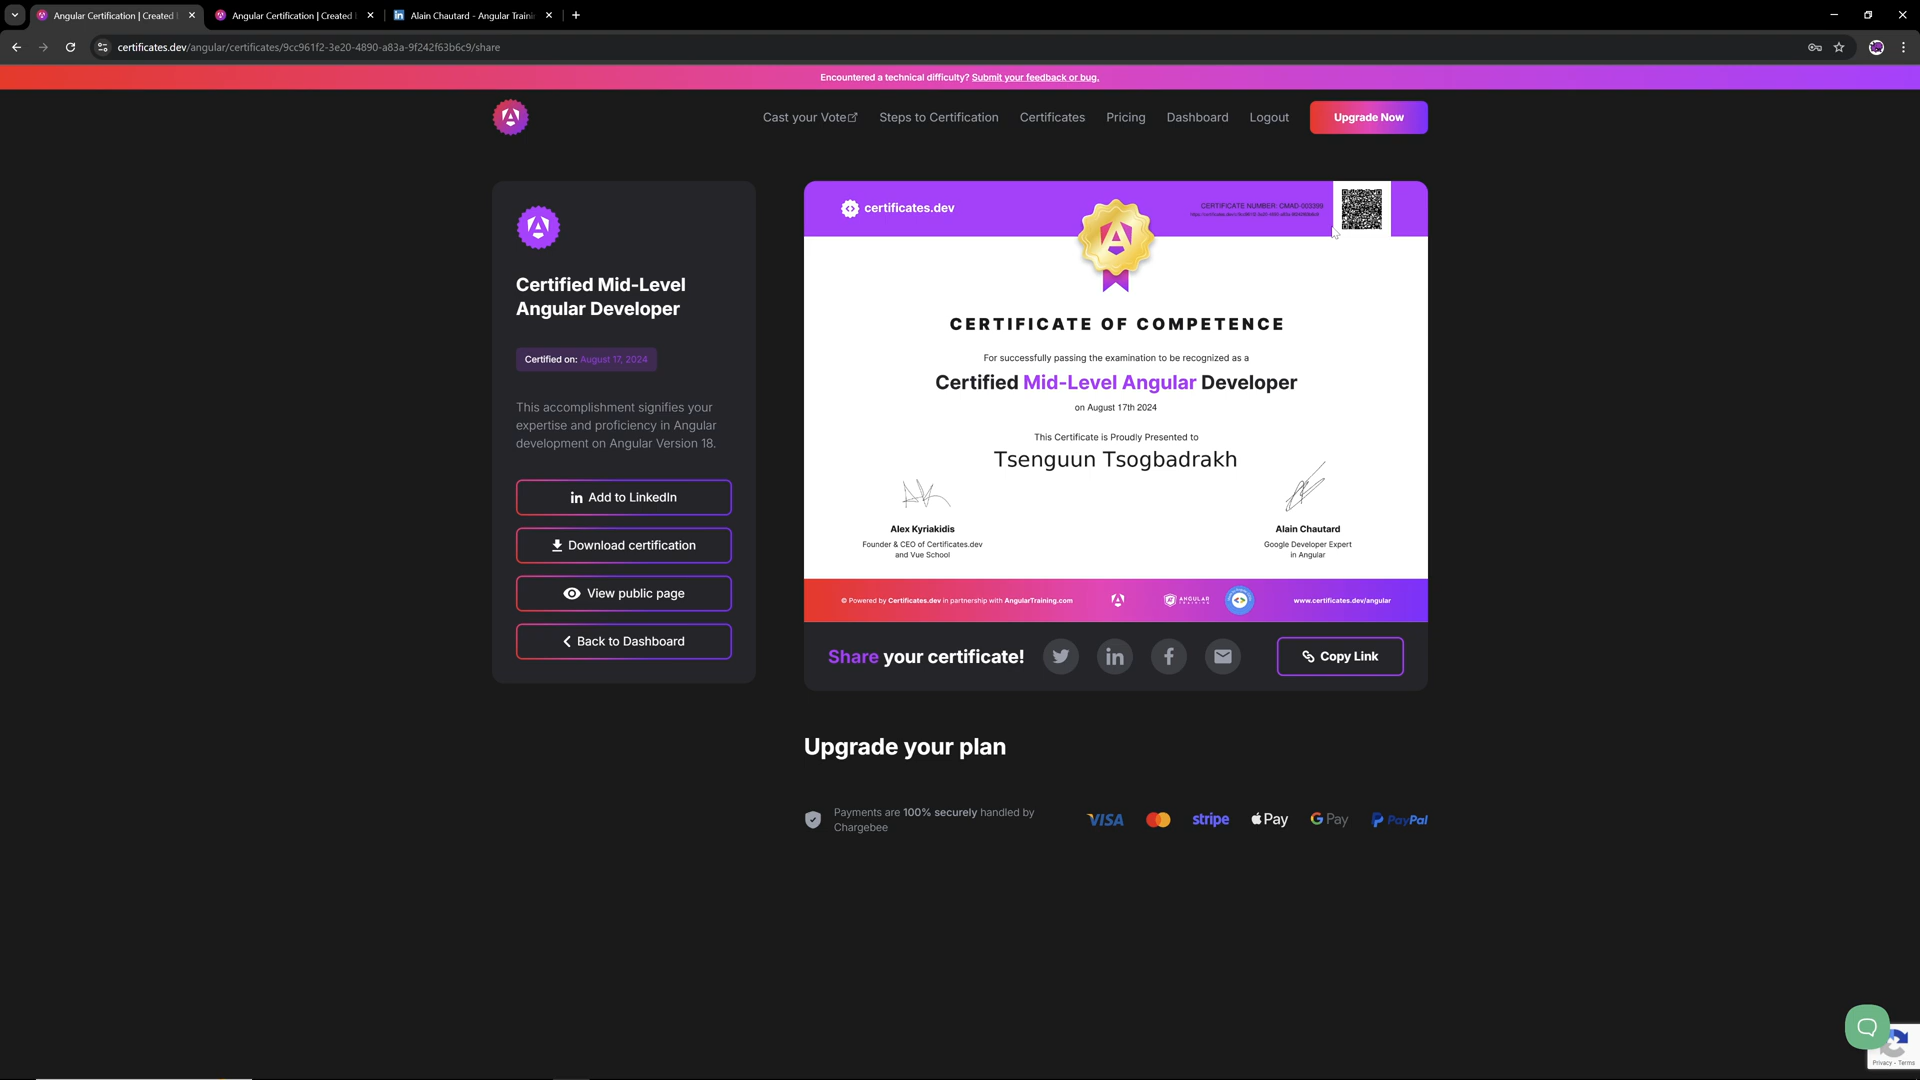 Angular Certification | Created
Angular Certification | Created
Alain Chautard - Angular Traini
certificates.dev/angular/certificates/9cc961f2-3e20-4890-a83a-9f242f63b6c9/share
Encountered a technical difficulty? Submit your feedback or bug.
Cast your Vote
Steps to Certification
Certificates
Pricing
Dashboard
Logout
Upgrade Now
Certified Mid-Level
Angular Developer
Certified on: August 17, 2024
This accomplishment signifies your
expertise and proficiency in Angular
development on Angular Version 18.
in Add to LinkedIn
Download certification
View public page
Back to Dashboard
certificates.dev
CERTIFICATE NUMBER: CMAD-003399
CERTIFICATE OF COMPETENCE
For successfully passing the examination to be recognized as a
Certified Mid-Level Angular Developer
on August 17th 2024
This Certificate is Proudly Presented to
Tsenguun Tsogbadrakh
Alex Kyriakidis
Founder & CEO of Certificates.dev
and Vue School
Alain Chautard
Google Developer Expert
in Angular
© Powered by Certificates.dev in partnership with AngularTraining.com
ANGULAR
TRAINING
www.certificates.dev/angular
Share your certificate!
in
Copy Link
Upgrade your plan
Payments are 100% securely handled by
Chargebee
VISA
stripe
Pay
G Pay
PayPal
Privacy - Terms